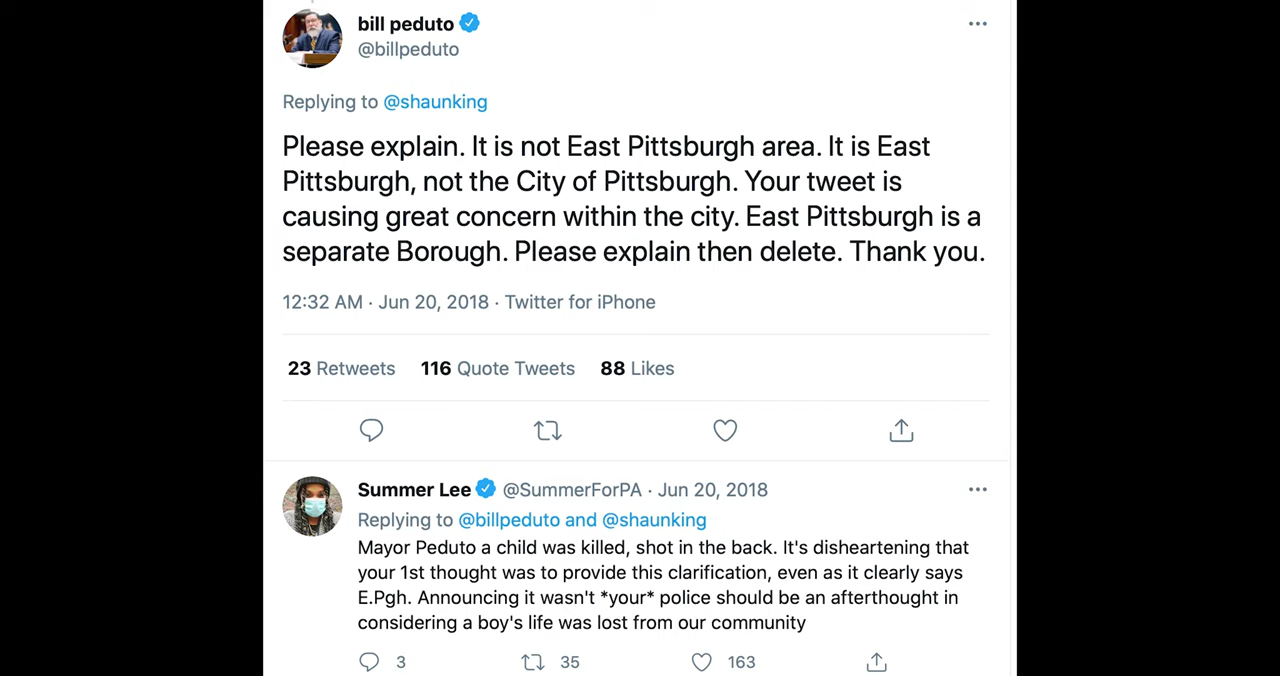 bill peduto
@billpeduto
Replying to @shaunking
Please explain. It is not East Pittsburgh area. It is East
Pittsburgh, not the City of Pittsburgh. Your tweet is
causing great concern within the city. East Pittsburgh is a
separate Borough. Please explain then delete. Thank you.
12:32 AM · Jun 20, 2018 · Twitter for iPhone
23 Retweets 116 Quote Tweets 88 Likes
Summer Lee @SummerForPA · Jun 20, 2018
Replying to @billpeduto and @shaunking
Mayor Peduto a child was killed, shot in the back. It's disheartening that
your 1st thought was to provide this clarification, even as it clearly says
E.Pgh. Announcing it wasn't *your* police should be an afterthought in
considering a boy's life was lost from our community
3 35 163